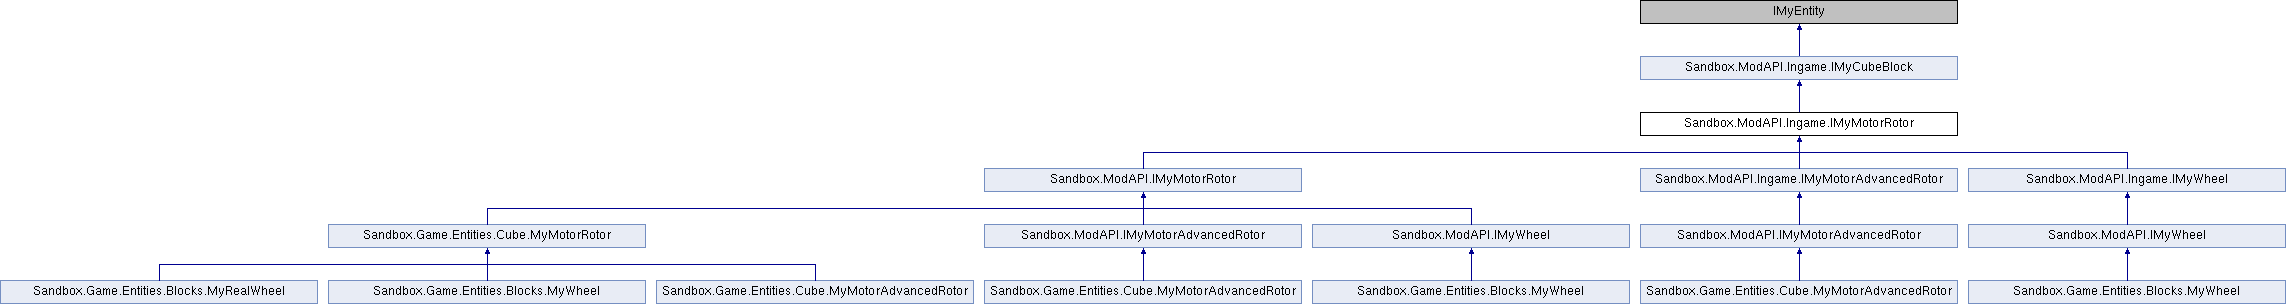 IMyEntity
Sandbox.ModAPI.Ingame.IMyCubeBlock
Sandbox.ModAPI.Ingame.IMyMotorRotor
Sandbox.ModAPI.IMyMotorRotor
Sandbox.ModAPI.Ingame.IMyMotorAdvancedRotor
Sandbox.ModAPI.Ingame.IMyWheel
Sandbox.Game.Entities.Cube.MyMotorRotor
Sandbox.ModAPI.IMyMotorAdvancedRotor
Sandbox.ModAPI.IMyWheel
Sandbox.ModAPI.IMyMotorAdvancedRotor
Sandbox.ModAPI.IMyWheel
Sandbox.Game.Entities.Blocks.MyRealWheel
Sandbox.Game.Entities.Blocks.MyWheel
Sandbox.Game.Entities.Cube.MyMotorAdvancedRotor
Sandbox.Game.Entities.Cube.MyMotorAdvancedRotor
Sandbox.Game.Entities.Blocks.MyWheel
Sandbox.Game.Entities.Cube.MyMotorAdvancedRotor
Sandbox.Game.Entities.Blocks.MyWheel